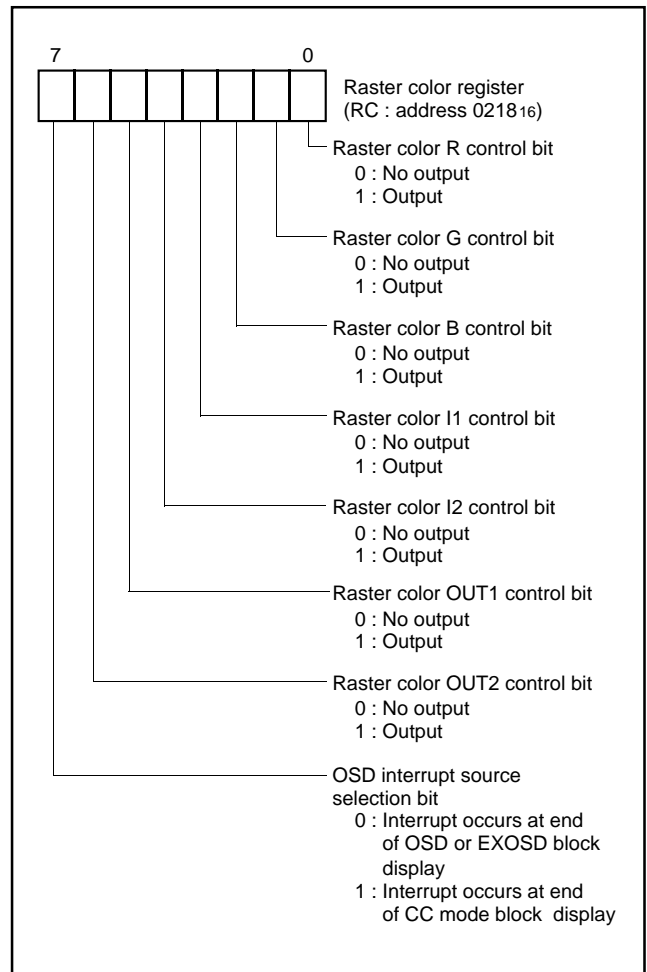 7 0
Raster color register
(RC : address 021816)
Raster color R control bit
0 : No output
1 : Output
Raster color G control bit
0 : No output
1 : Output
Raster color B control bit
0 : No output
1 : Output
Raster color I1 control bit
0 : No output
1 : Output
Raster color I2 control bit
0 : No output
1 : Output
Raster color OUT1 control bit
0 : No output
1 : Output
Raster color OUT2 control bit
0 : No output
1 : Output
OSD interrupt source
selection bit
0 : Interrupt occurs at end
of OSD or EXOSD block
display
1 : Interrupt occurs at end
of CC mode block display